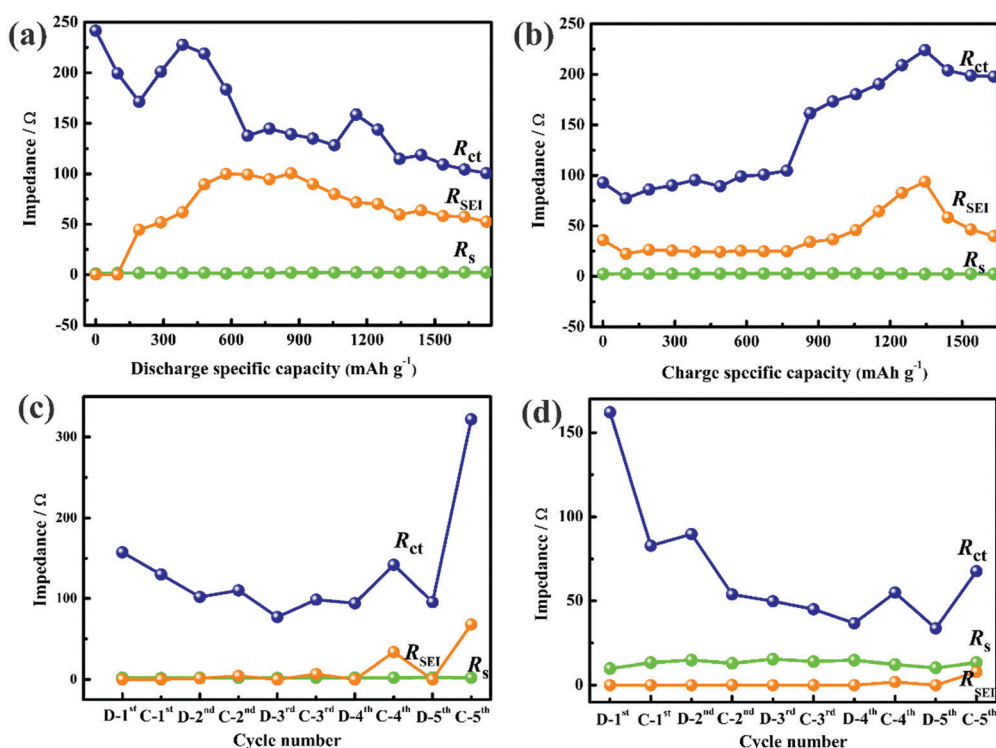 (a)
250
200
150
100
50
0
-50
Impedance / Ω
R_ct
R_SEI
R_s
0 300 600 900 1200 1500
Discharge specific capacity (mAh g⁻¹)
(b)
250
200
150
100
50
0
-50
Impedance / Ω
R_ct
R_SEI
R_s
0 300 600 900 1200 1500
Charge specific capacity (mAh g⁻¹)
(c)
300
200
100
0
Impedance / Ω
R_ct
R_SEI
R_s
D-1ˢᵗ C-1ˢᵗ D-2ⁿᵈ C-2ⁿᵈ D-3ʳᵈ C-3ʳᵈ D-4ᵗʰ C-4ᵗʰ D-5ᵗʰ C-5ᵗʰ
Cycle number
(d)
150
100
50
0
Impedance / Ω
R_ct
R_s
R_SEI
D-1ˢᵗ C-1ˢᵗ D-2ⁿᵈ C-2ⁿᵈ D-3ʳᵈ C-3ʳᵈ D-4ᵗʰ C-4ᵗʰ D-5ᵗʰ C-5ᵗʰ
Cycle number